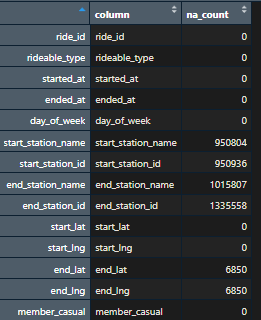 column na_count
ride_id ride_id 0
rideable_type rideable_type 0
started_at started_at 0
ended_at ended_at 0
day_of_week day_of_week 0
start_station_name start_station_name 950804
start_station_id start_station_id 950936
end_station_name end_station_name 1015807
end_station_id end_station_id 1335558
start_lat start_lat 0
start_lng start_lng 0
end_lat end_lat 6850
end_lng end_lng 6850
member_casual member_casual 0